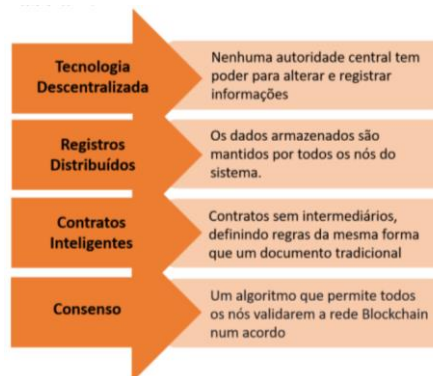 Tecnologia
Descentralizada
Nenhuma autoridade central tem
poder para alterar e registrar
informações
Registros
Distribuídos
Os dados armazenados são
mantidos por todos os nós do
sistema.
Contratos
Inteligentes
Contratos sem intermediários,
definindo regras da mesma forma
que um documento tradicional
Consenso
Um algoritmo que permite todos
os nós validarem a rede Blockchain
num acordo